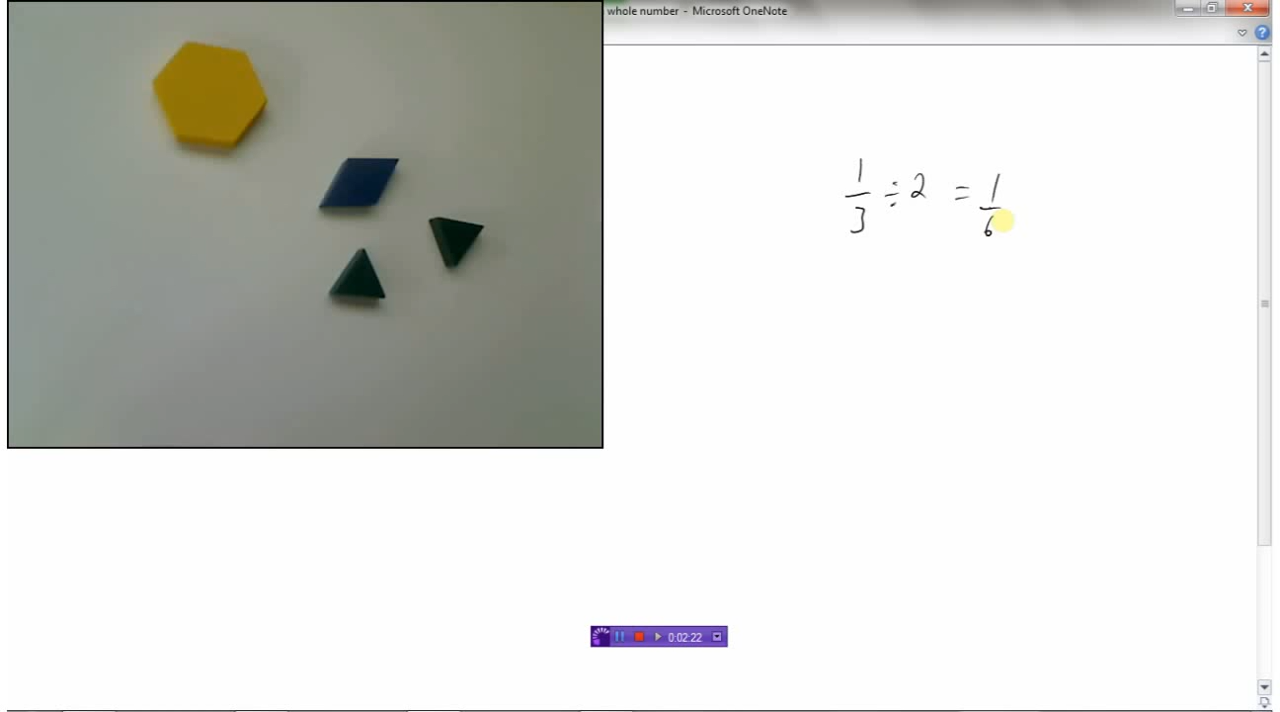 whole number - Microsoft OneNote
1/3 ÷ 2 = 1/6
0:02:22